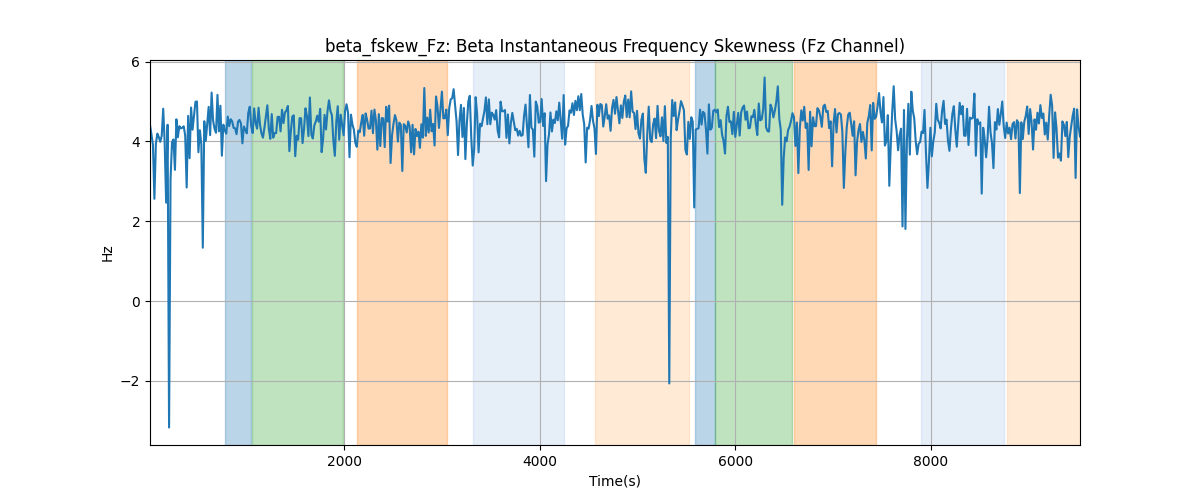 beta_fskew_Fz: Beta Instantaneous Frequency Skewness (Fz Channel)
6
4
2
0
−2
Hz
2000 4000 6000 8000
Time(s)